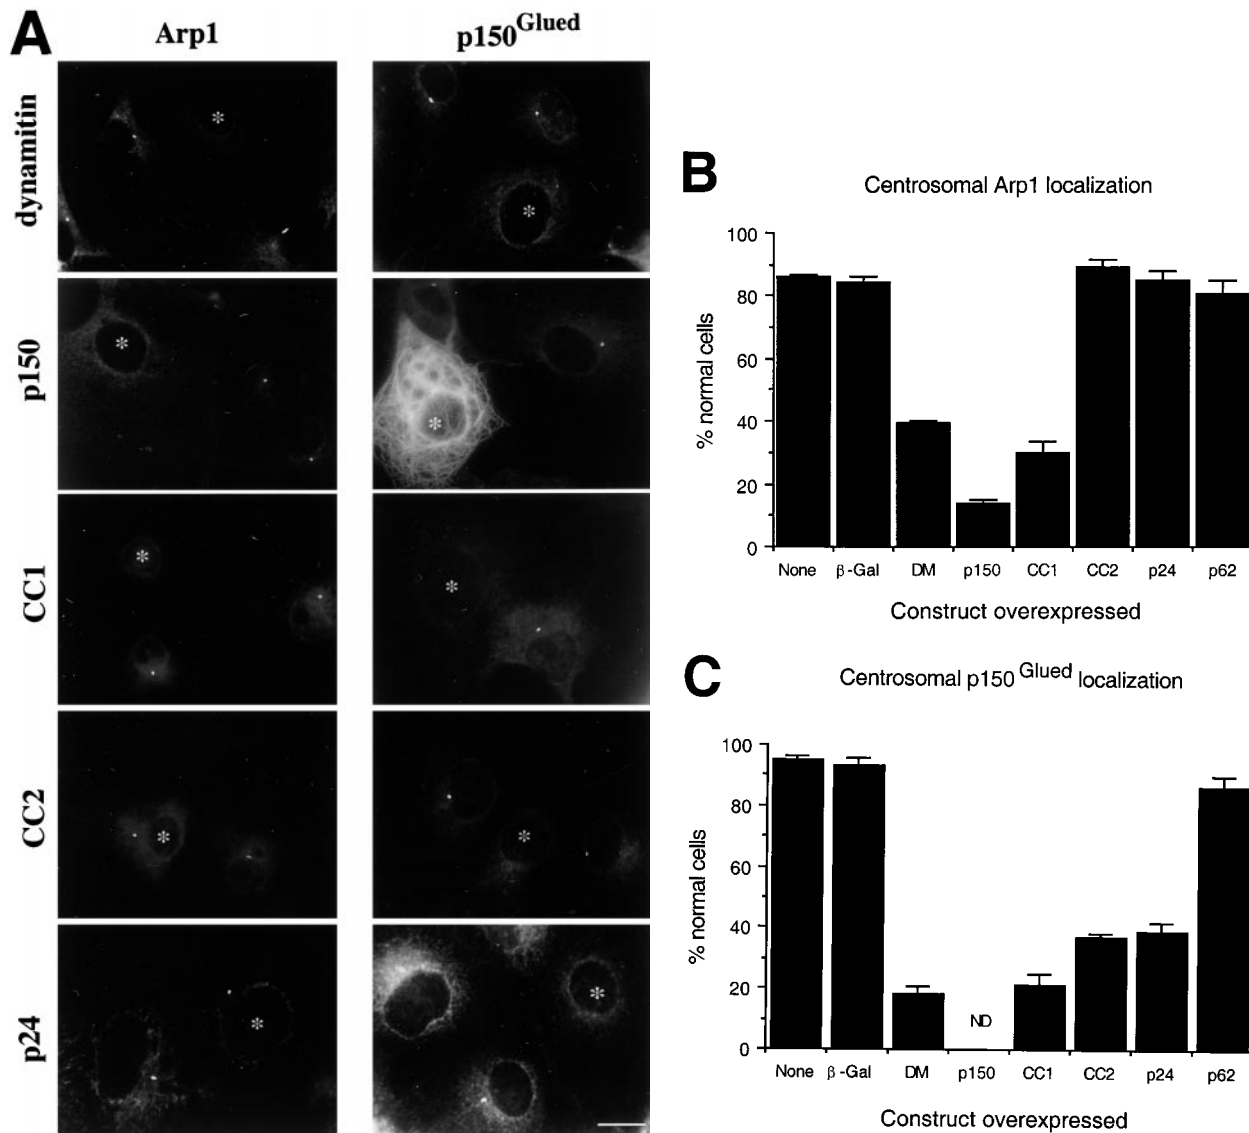 A
Arp1
p150Glued
dynamitin
*
*
p150
*
*
CC1
*
*
CC2
*
*
p24
*
*
B
Centrosomal Arp1 localization
% normal cells
100
80
60
40
20
0
None β-Gal DM p150 CC1 CC2 p24 p62
Construct overexpressed
C
Centrosomal p150 Glued localization
% normal cells
100
80
60
40
20
0
ND
None β-Gal DM p150 CC1 CC2 p24 p62
Construct overexpressed